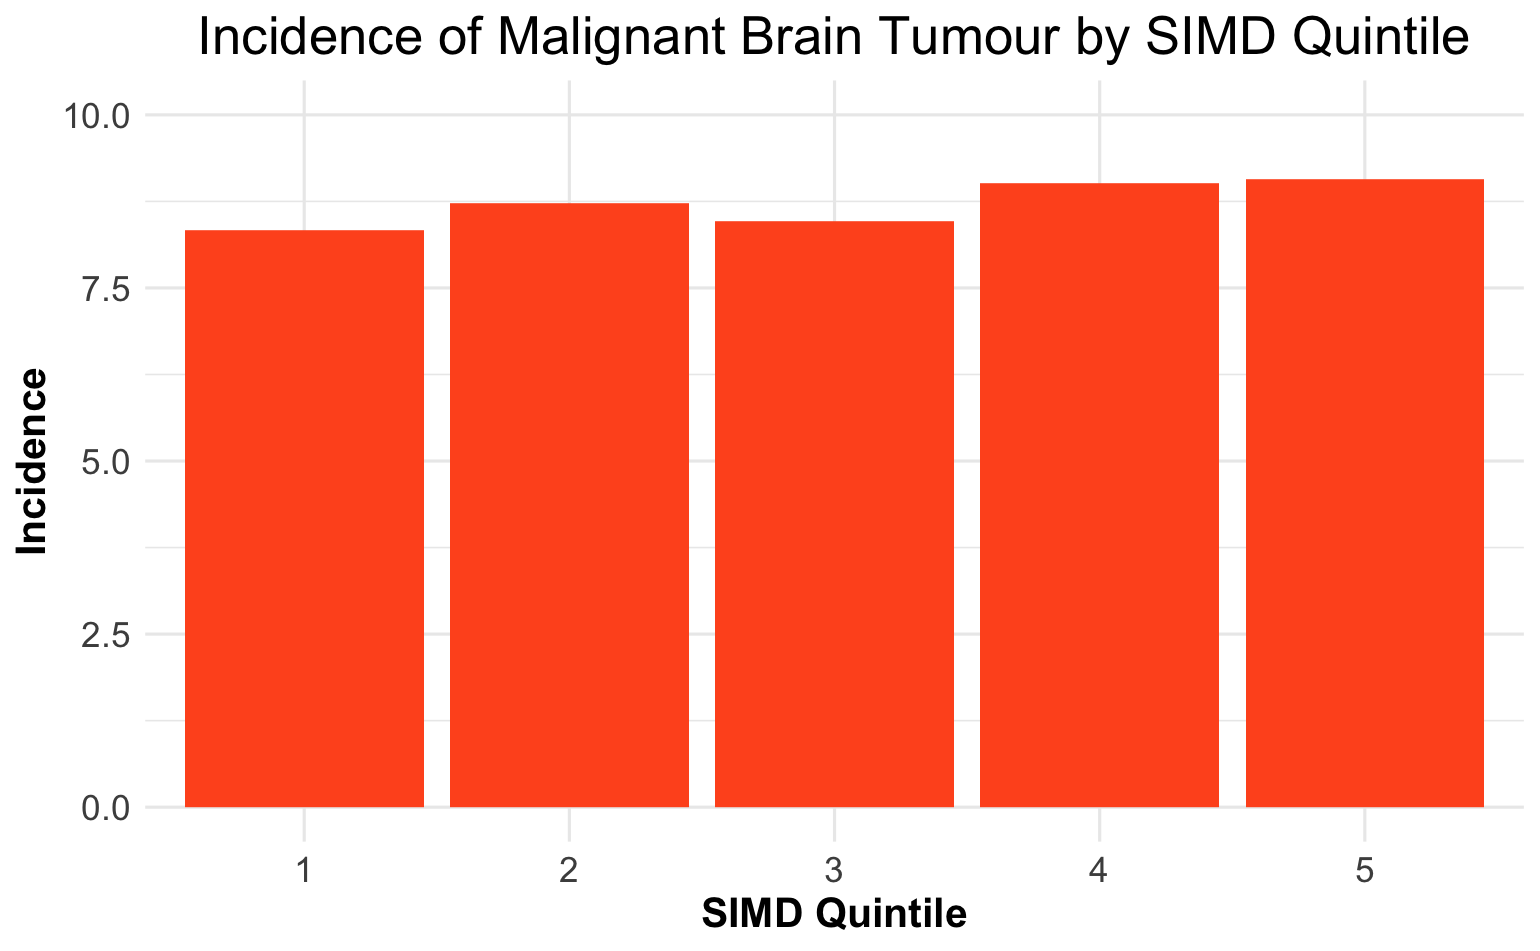 Incidence of Malignant Brain Tumour by SIMD Quintile
10.0
7.5
5.0
2.5
0.0
Incidence
1 2 3 4 5
SIMD Quintile